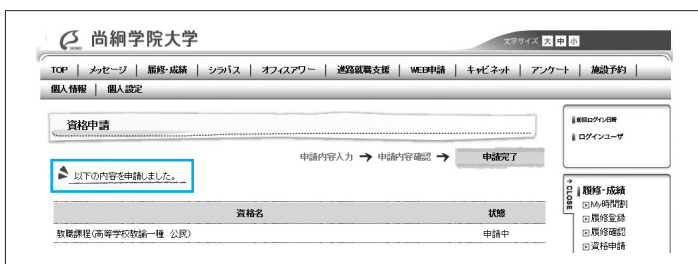 尚絅学院大学
文字サイズ 大 中 小
TOP | メッセージ | 履修・成績 | シラバス | オフィスアワー | 進路就職支援 | WEB申請 | キャビネット | アンケート | 施設予約 |
個人情報 | 個人設定
資格申請
前回ログイン日時
ログインユーザ
申請内容入力 ➔ 申請内容確認 ➔ 申請完了
以下の内容を申請しました。
↑CLOSE
履修・成績
My時間割
履修登録
履修確認
資格申請
資格名 状態
教職課程(高等学校教諭一種 公民) 申請中